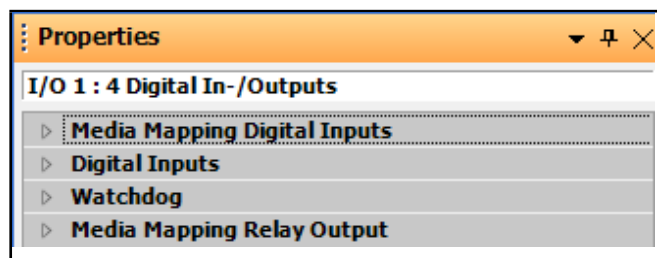 Properties
I/O 1 : 4 Digital In-/Outputs
Media Mapping Digital Inputs
Digital Inputs
Watchdog
Media Mapping Relay Output